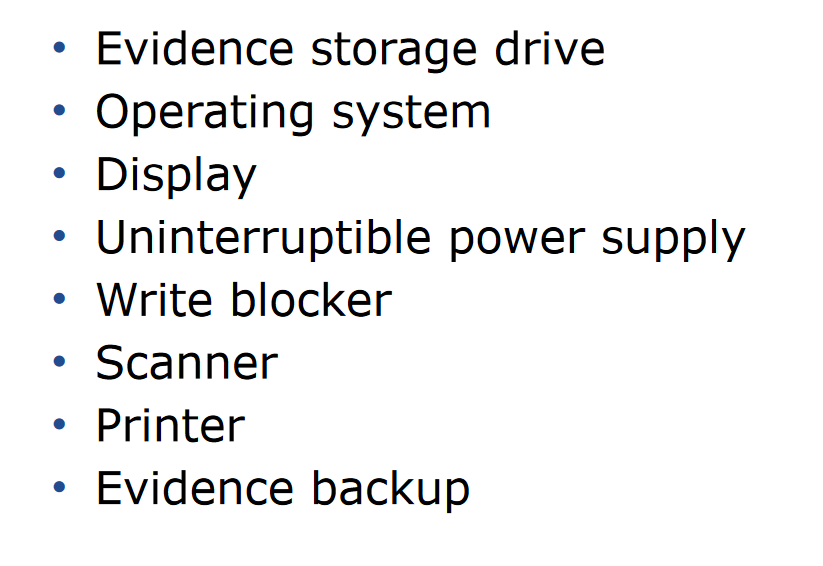 • Evidence storage drive
• Operating system
• Display
• Uninterruptible power supply
• Write blocker
• Scanner
• Printer
• Evidence backup